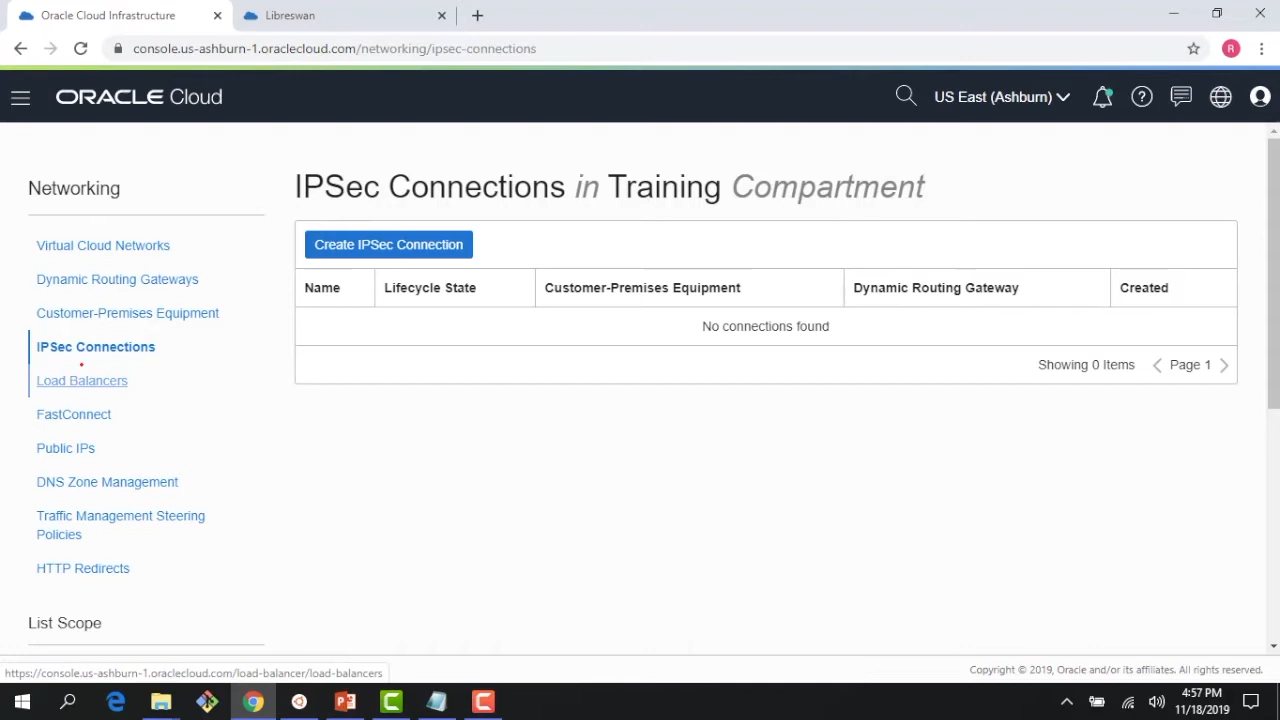 Oracle Cloud Infrastructure
Libreswan
console.us-ashburn-1.oraclecloud.com/networking/ipsec-connections
R
ORACLE Cloud
US East (Ashburn)
Networking
Virtual Cloud Networks
Dynamic Routing Gateways
Customer-Premises Equipment
IPSec Connections
Load Balancers
FastConnect
Public IPs
DNS Zone Management
Traffic Management Steering
Policies
HTTP Redirects
List Scope
IPSec Connections in Training Compartment
Create IPSec Connection
Name Lifecycle State Customer-Premises Equipment Dynamic Routing Gateway Created
No connections found
Showing 0 Items < Page 1 >
https://console.us-ashburn-1.oraclecloud.com/load-balancer/load-balancers
Copyright © 2019, Oracle and/or its affiliates. All rights reserved.
4:57 PM
11/18/2019